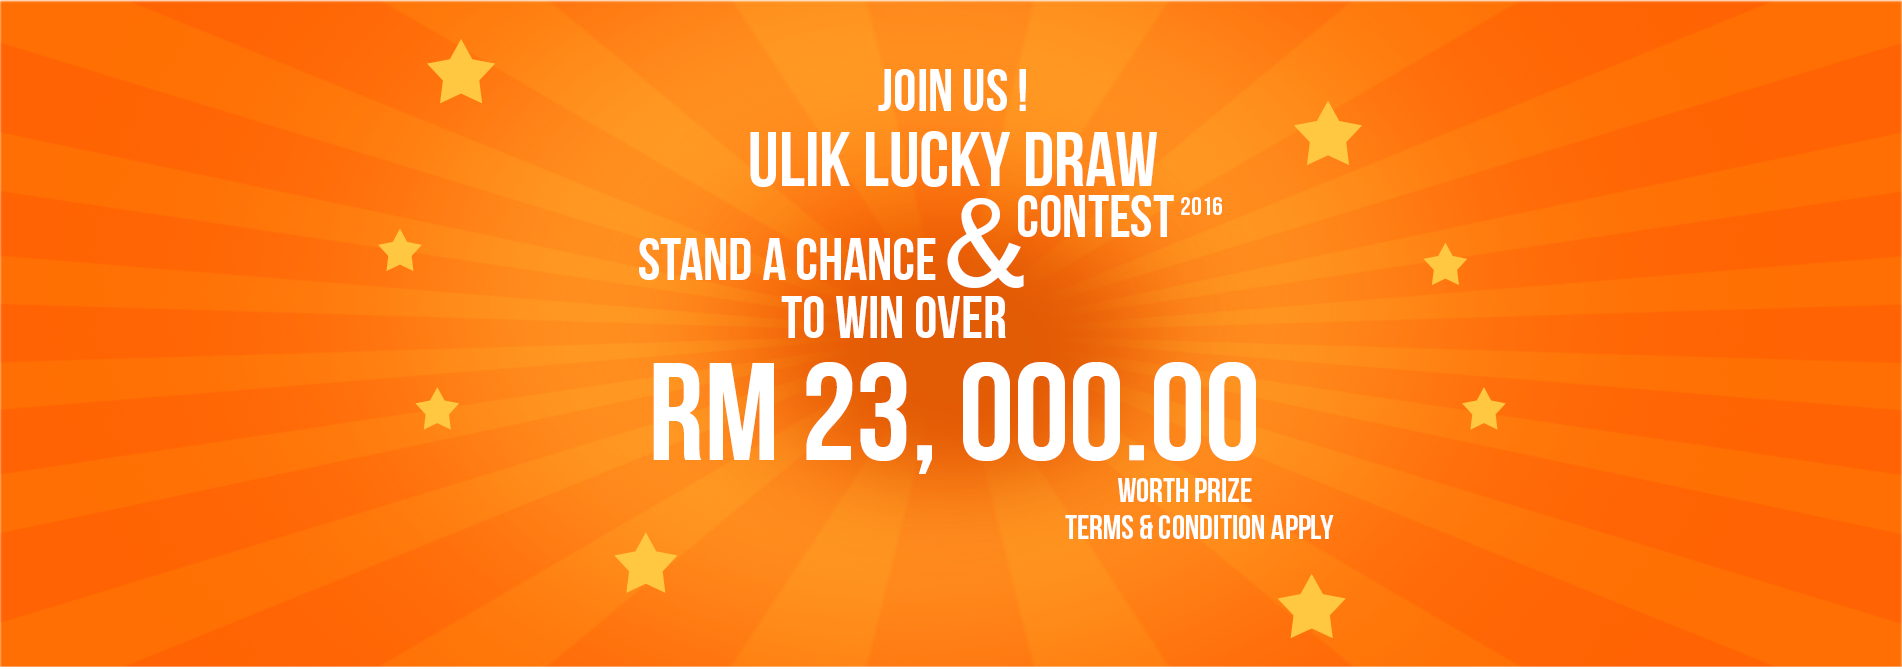 JOIN US !
ULIK LUCKY DRAW
CONTEST 2016
&
STAND A CHANCE
TO WIN OVER
RM 23, 000.00
WORTH PRIZE
TERMS & CONDITION APPLY